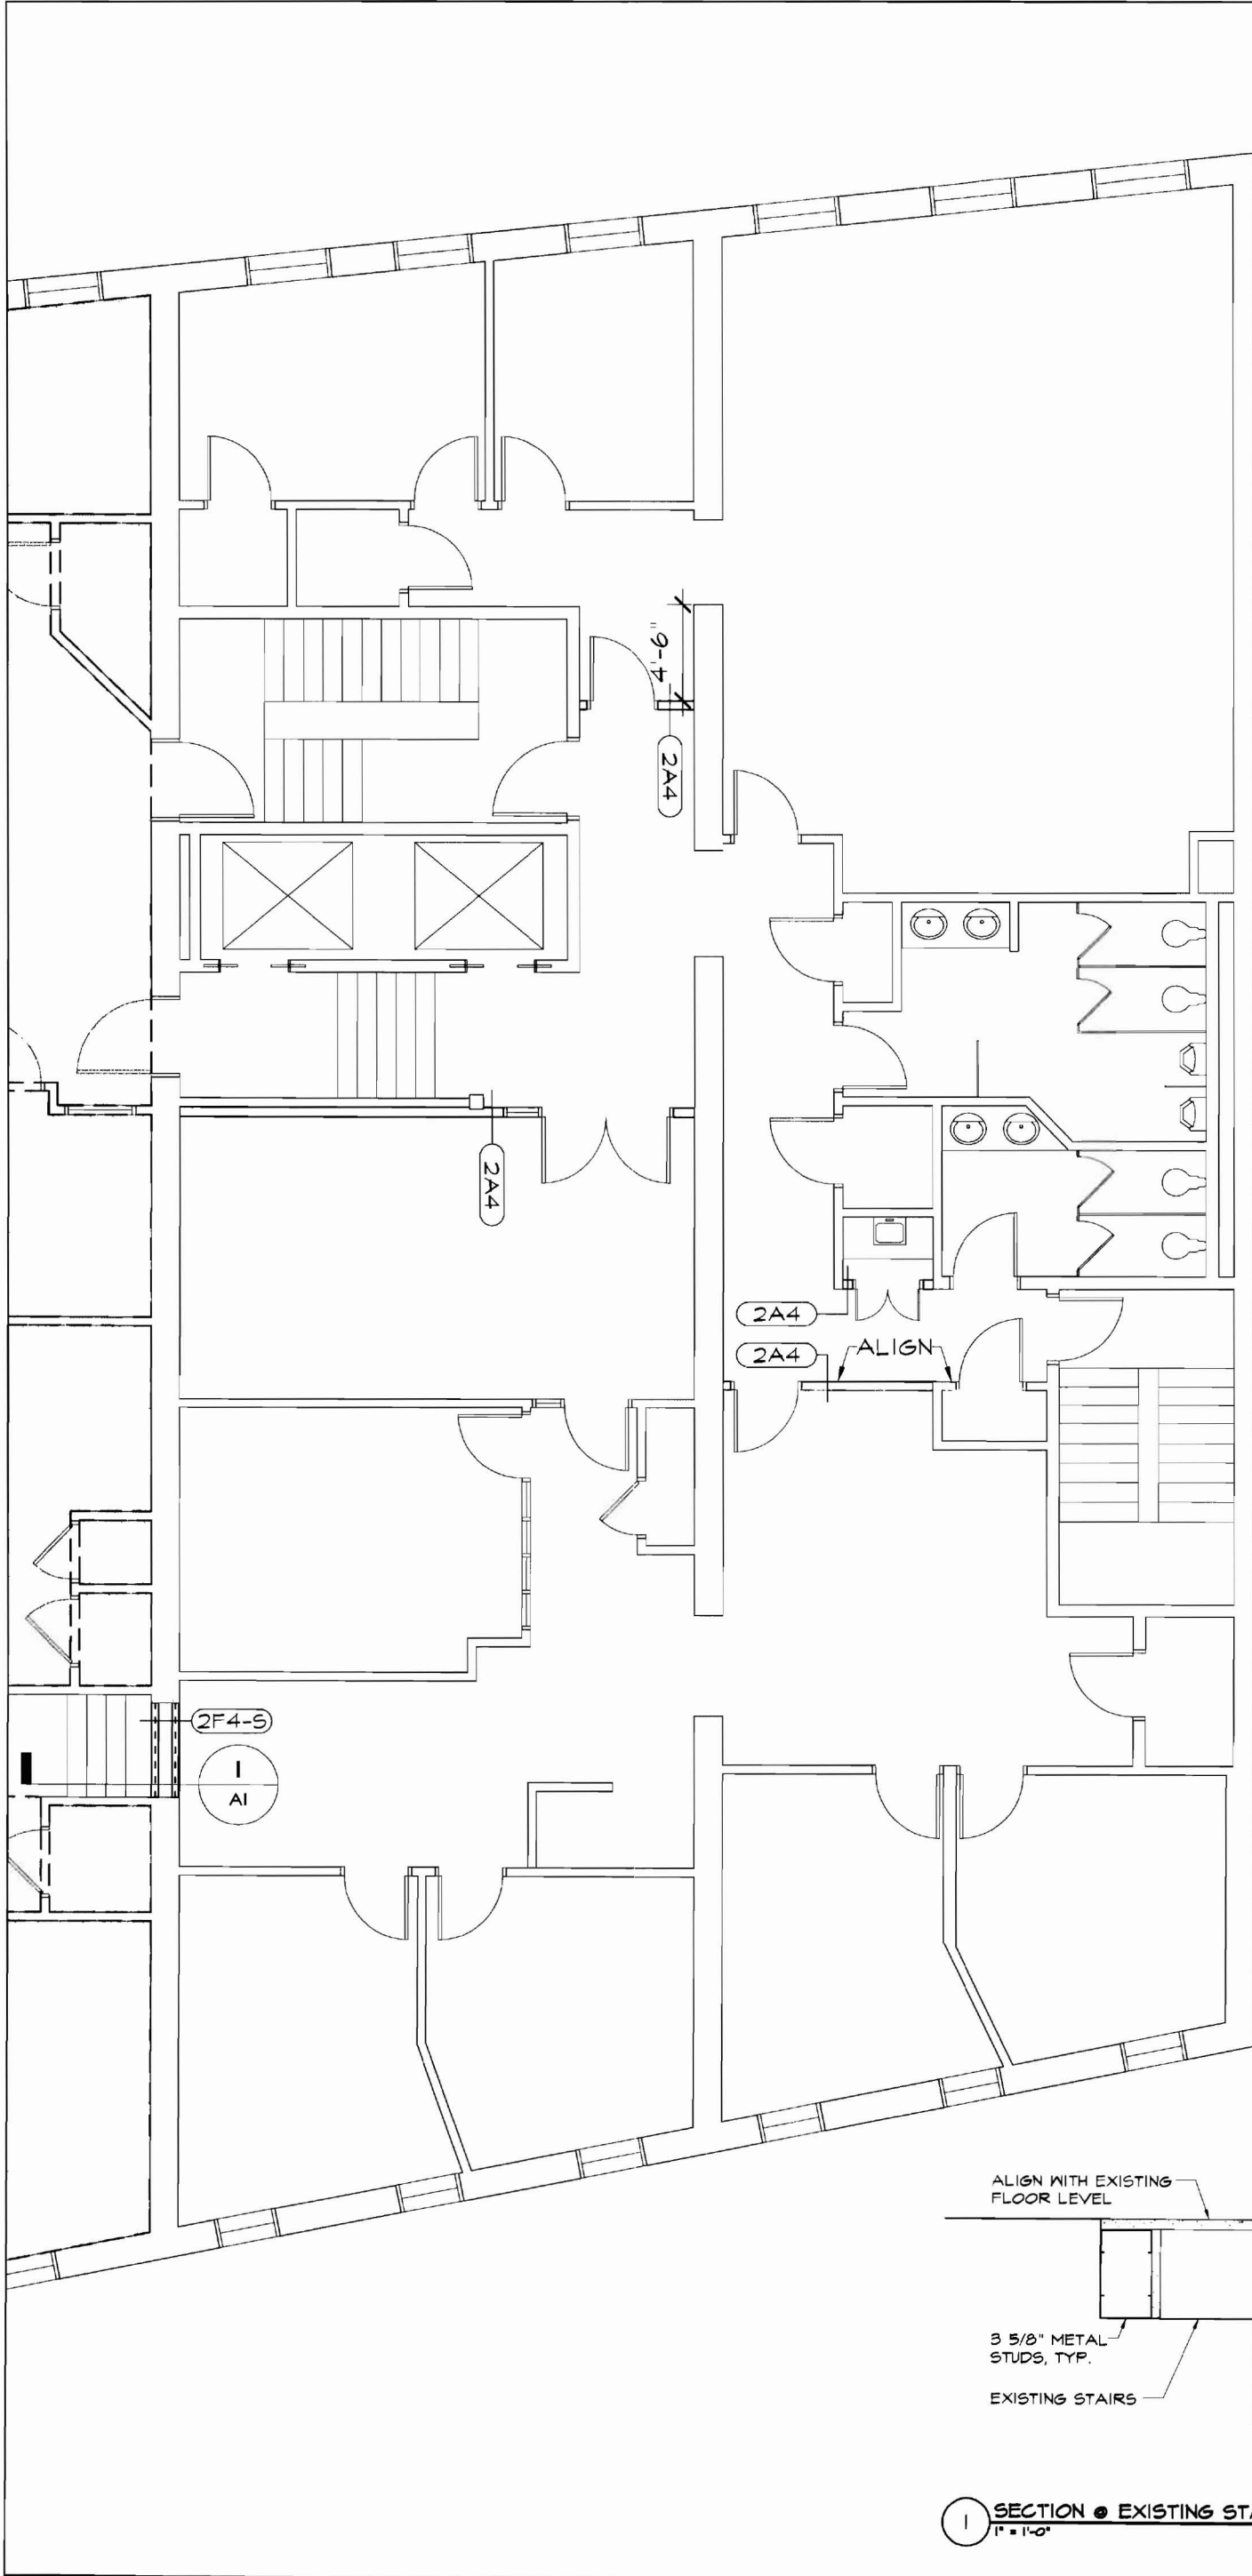 4'-6"
2A4
2A4
2A4
2A4
ALIGN
2F4-S
1
A1
ALIGN WITH EXISTING
FLOOR LEVEL
3 5/8" METAL
STUDS, TYP.
EXISTING STAIRS
1
SECTION @ EXISTING STA
1" = 1'-0"